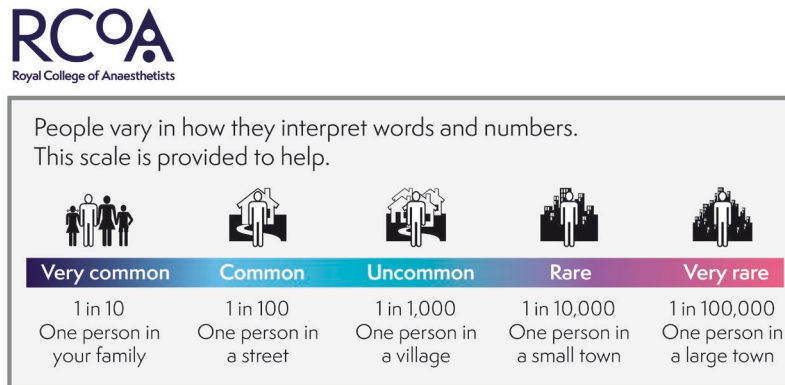 RCOA
Royal College of Anaesthetists
People vary in how they interpret words and numbers.
This scale is provided to help.
Very common
Common
Uncommon
Rare
Very rare
1 in 10
One person in
your family
1 in 100
One person in
a street
1 in 1,000
One person in
a village
1 in 10,000
One person in
a small town
1 in 100,000
One person in
a large town